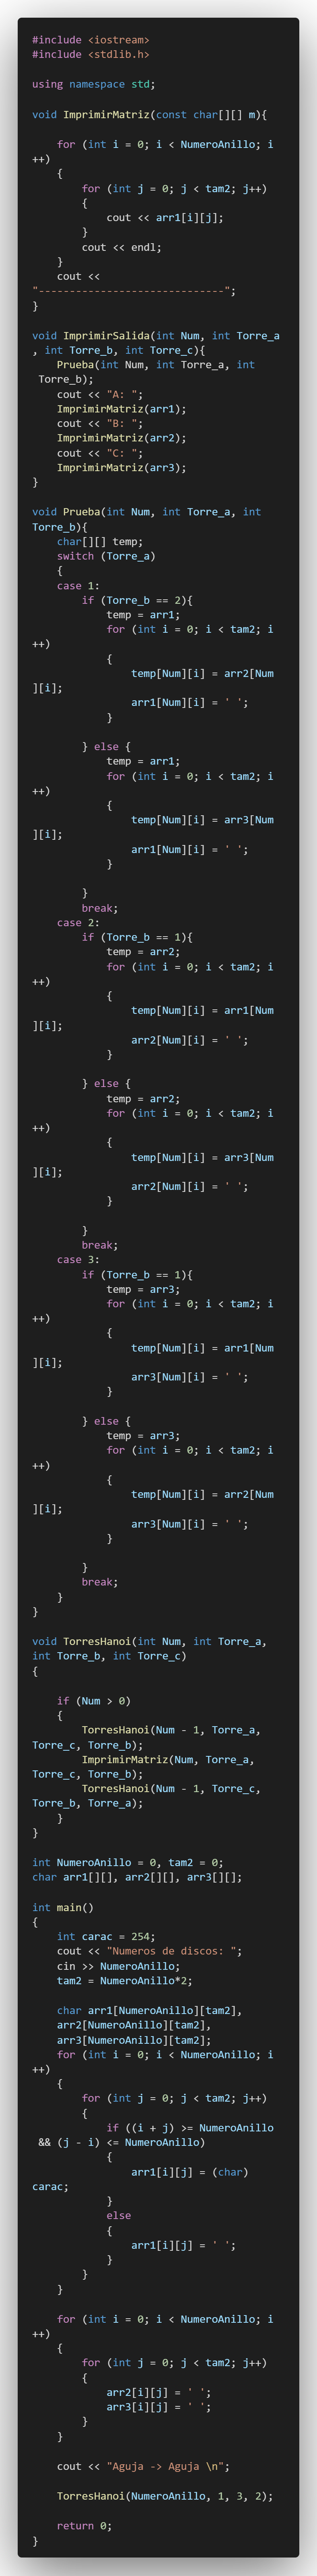 #include <iostream>
#include <stdlib.h>

using namespace std;

void ImprimirMatriz(const char[][] m){

    for (int i = 0; i < NumeroAnillo; i
++)
    {
        for (int j = 0; j < tam2; j++)
        {
            cout << arr1[i][j];
        }
        cout << endl;
    }
    cout <<
"------------------------------";
}

void ImprimirSalida(int Num, int Torre_a
, int Torre_b, int Torre_c){
    Prueba(int Num, int Torre_a, int
 Torre_b);
    cout << "A: ";
    ImprimirMatriz(arr1);
    cout << "B: ";
    ImprimirMatriz(arr2);
    cout << "C: ";
    ImprimirMatriz(arr3);
}

void Prueba(int Num, int Torre_a, int
Torre_b){
    char[][] temp;
    switch (Torre_a)
    {
    case 1:
        if (Torre_b == 2){
            temp = arr1;
            for (int i = 0; i < tam2; i
++)
            {
                temp[Num][i] = arr2[Num
][i];
                arr1[Num][i] = ' ';
            }

        } else {
            temp = arr1;
            for (int i = 0; i < tam2; i
++)
            {
                temp[Num][i] = arr3[Num
][i];
                arr1[Num][i] = ' ';
            }

        }
        break;
    case 2:
        if (Torre_b == 1){
            temp = arr2;
            for (int i = 0; i < tam2; i
++)
            {
                temp[Num][i] = arr1[Num
][i];
                arr2[Num][i] = ' ';
            }

        } else {
            temp = arr2;
            for (int i = 0; i < tam2; i
++)
            {
                temp[Num][i] = arr3[Num
][i];
                arr2[Num][i] = ' ';
            }

        }
        break;
    case 3:
        if (Torre_b == 1){
            temp = arr3;
            for (int i = 0; i < tam2; i
++)
            {
                temp[Num][i] = arr1[Num
][i];
                arr3[Num][i] = ' ';
            }

        } else {
            temp = arr3;
            for (int i = 0; i < tam2; i
++)
            {
                temp[Num][i] = arr2[Num
][i];
                arr3[Num][i] = ' ';
            }

        }
        break;
    }
}

void TorresHanoi(int Num, int Torre_a,
int Torre_b, int Torre_c)
{

    if (Num > 0)
    {
        TorresHanoi(Num - 1, Torre_a,
Torre_c, Torre_b);
        ImprimirMatriz(Num, Torre_a,
Torre_c, Torre_b);
        TorresHanoi(Num - 1, Torre_c,
Torre_b, Torre_a);
    }
}

int NumeroAnillo = 0, tam2 = 0;
char arr1[][], arr2[][], arr3[][];

int main()
{
    int carac = 254;
    cout << "Numeros de discos: ";
    cin >> NumeroAnillo;
    tam2 = NumeroAnillo*2;

    char arr1[NumeroAnillo][tam2],
    arr2[NumeroAnillo][tam2],
    arr3[NumeroAnillo][tam2];
    for (int i = 0; i < NumeroAnillo; i
++)
    {
        for (int j = 0; j < tam2; j++)
        {
            if ((i + j) >= NumeroAnillo
 && (j - i) <= NumeroAnillo)
            {
                arr1[i][j] = (char)
carac;
            }
            else
            {
                arr1[i][j] = ' ';
            }
        }
    }

    for (int i = 0; i < NumeroAnillo; i
++)
    {
        for (int j = 0; j < tam2; j++)
        {
            arr2[i][j] = ' ';
            arr3[i][j] = ' ';
        }
    }

    cout << "Aguja -> Aguja \n";

    TorresHanoi(NumeroAnillo, 1, 3, 2);

    return 0;
}